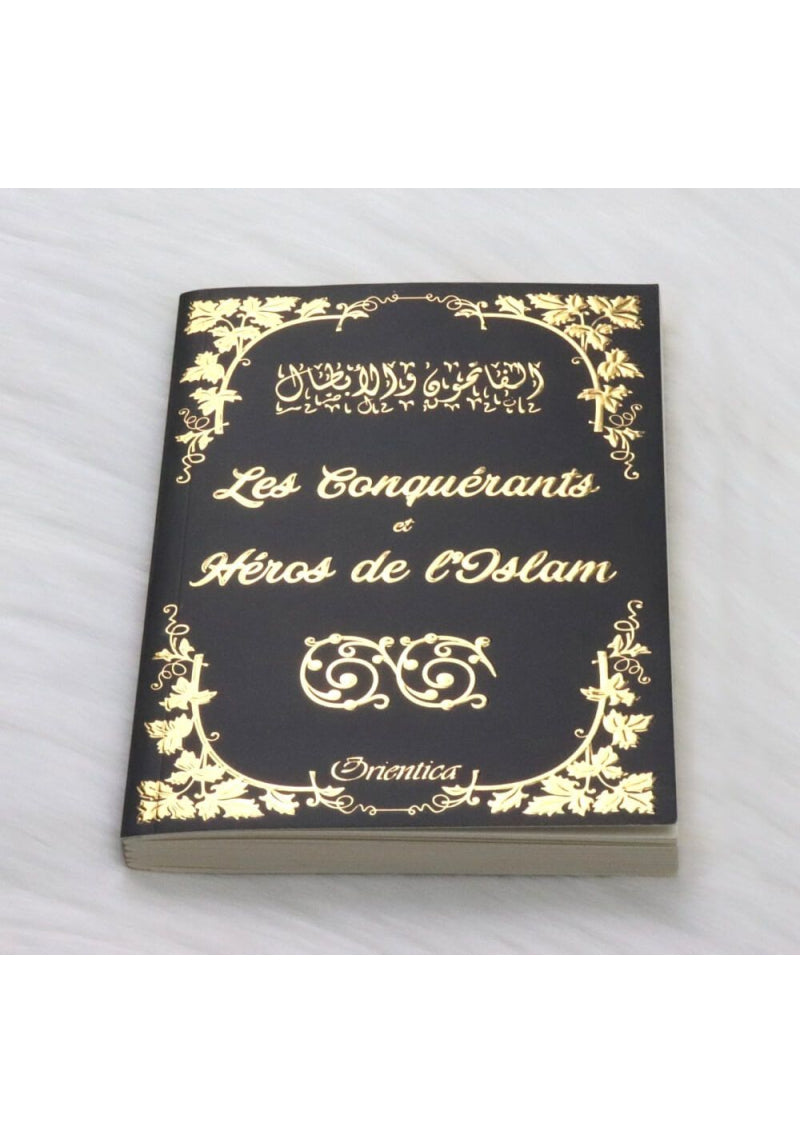 الفاتحون والأبطال
Les Conquérants
et
Héros de l'Islam
Orientica